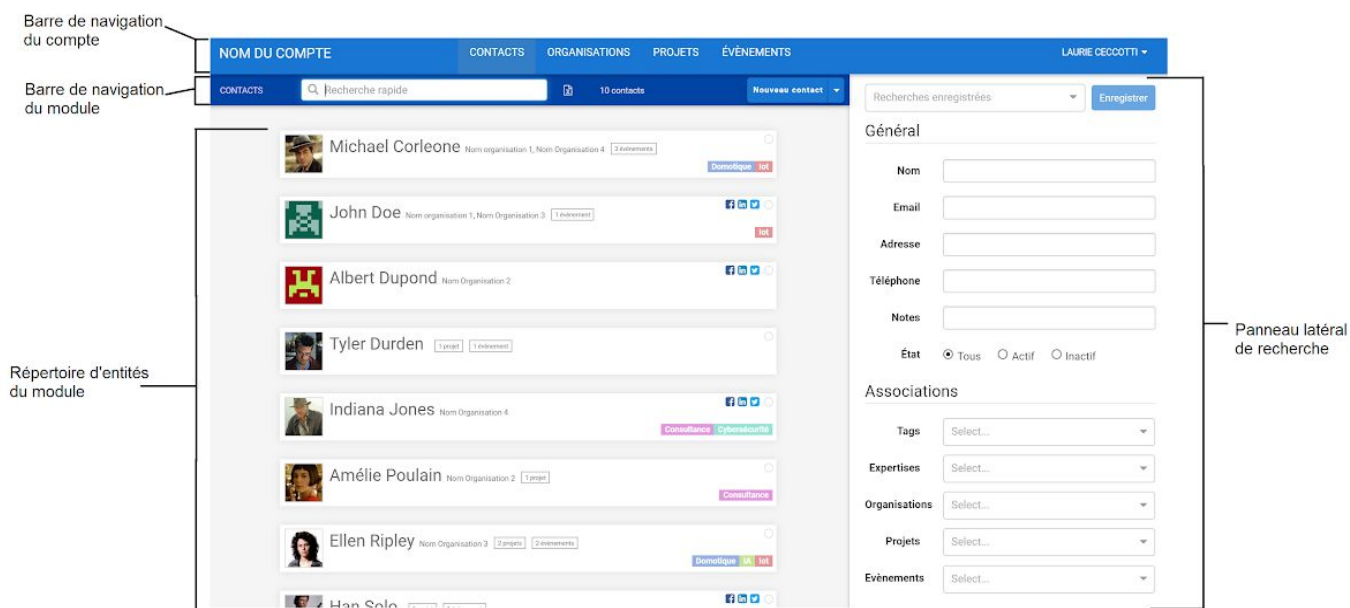 Barre de navigation
du compte
NOM DU COMPTE
CONTACTS
ORGANISATIONS
PROJETS
ÉVÈNEMENTS
LAURIE CECCOTTI
Barre de navigation
du module
CONTACTS
Recherche rapide
10 contacts
Nouveau contact
Recherches enregistrées
Enregistrer
Répertoire d'entités
du module
Michael Corleone Nom organisation 1, Nom Organisation 4 3 événements
Domotique Iot
John Doe Nom organisation 1, Nom Organisation 3 1 évènement
Iot
Albert Dupond Nom Organisation 2
Tyler Durden 1 projet 1 évènement
Indiana Jones Nom Organisation 4
Consultance Cybersécurité
Amélie Poulain Nom Organisation 2 1 projet
Consultance
Ellen Ripley Nom Organisation 3 2 projets 2 évènements
Domotique IA Iot
Han Solo
Général
Nom
Email
Adresse
Téléphone
Notes
État Tous Actif Inactif
Associations
Tags Select...
Expertises Select...
Organisations Select...
Projets Select...
Evènements Select...
Panneau latéral
de recherche